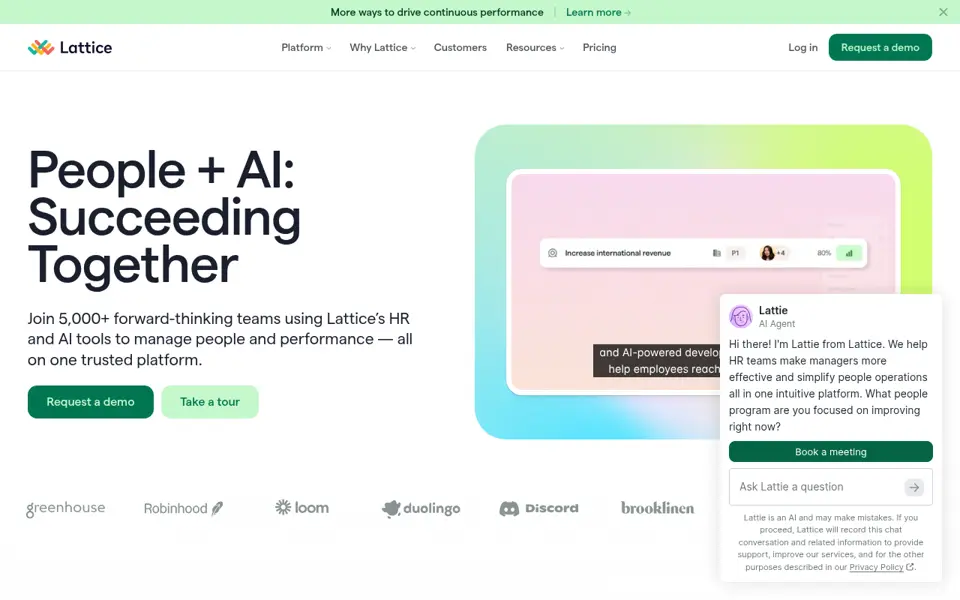 More ways to drive continuous performance | Learn more →
Lattice
Platform
Why Lattice
Customers
Resources
Pricing
Log in
Request a demo
People + AI:
Succeeding
Together
Join 5,000+ forward-thinking teams using Lattice's HR
and AI tools to manage people and performance — all
on one trusted platform.
Request a demo
Take a tour
Increase international revenue
P1
+4
80%
and AI-powered develop
help employees reach
greenhouse
Robinhood
loom
duolingo
Discord
brooklinen
Lattie
AI Agent
Hi there! I'm Lattie from Lattice. We help
HR teams make managers more
effective and simplify people operations
all in one intuitive platform. What people
program are you focused on improving
right now?
Book a meeting
Ask Lattie a question
Lattie is an AI and may make mistakes. If you
proceed, Lattice will record this chat
conversation and related information to provide
support, improve our services, and for the other
purposes described in our Privacy Policy.